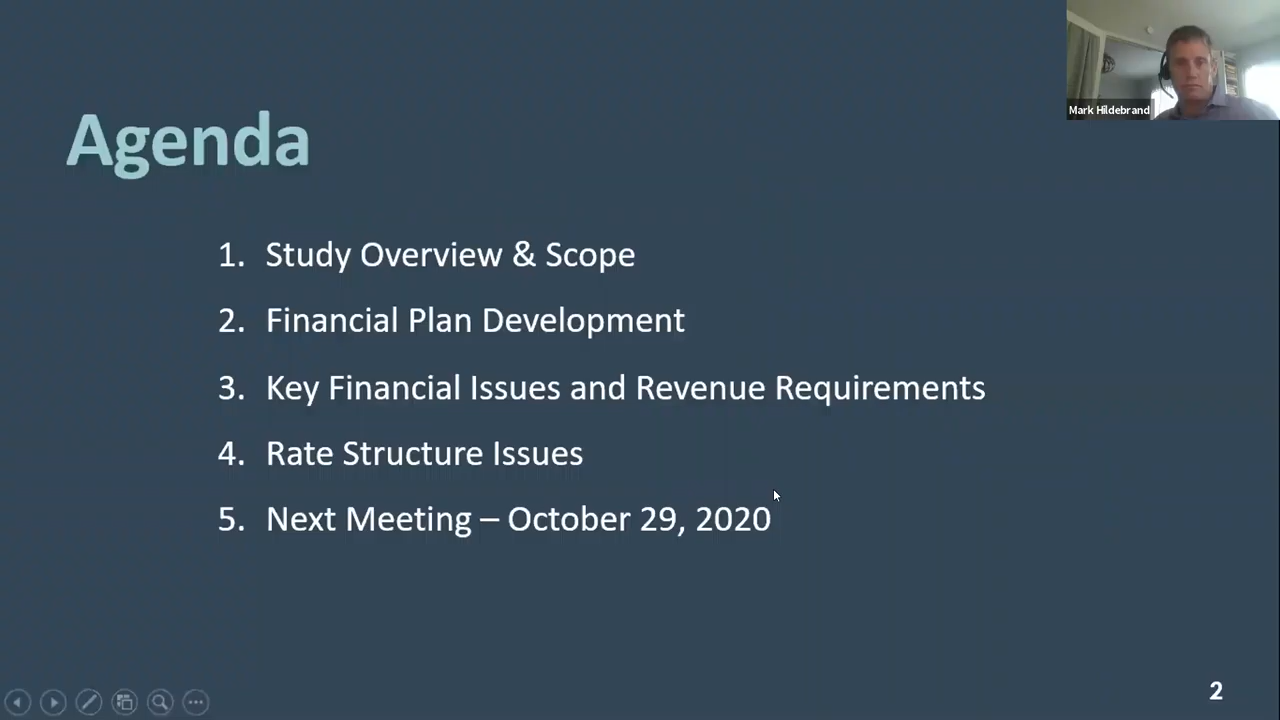 Mark Hildebrand
Agenda
1. Study Overview & Scope
2. Financial Plan Development
3. Key Financial Issues and Revenue Requirements
4. Rate Structure Issues
5. Next Meeting – October 29, 2020
2